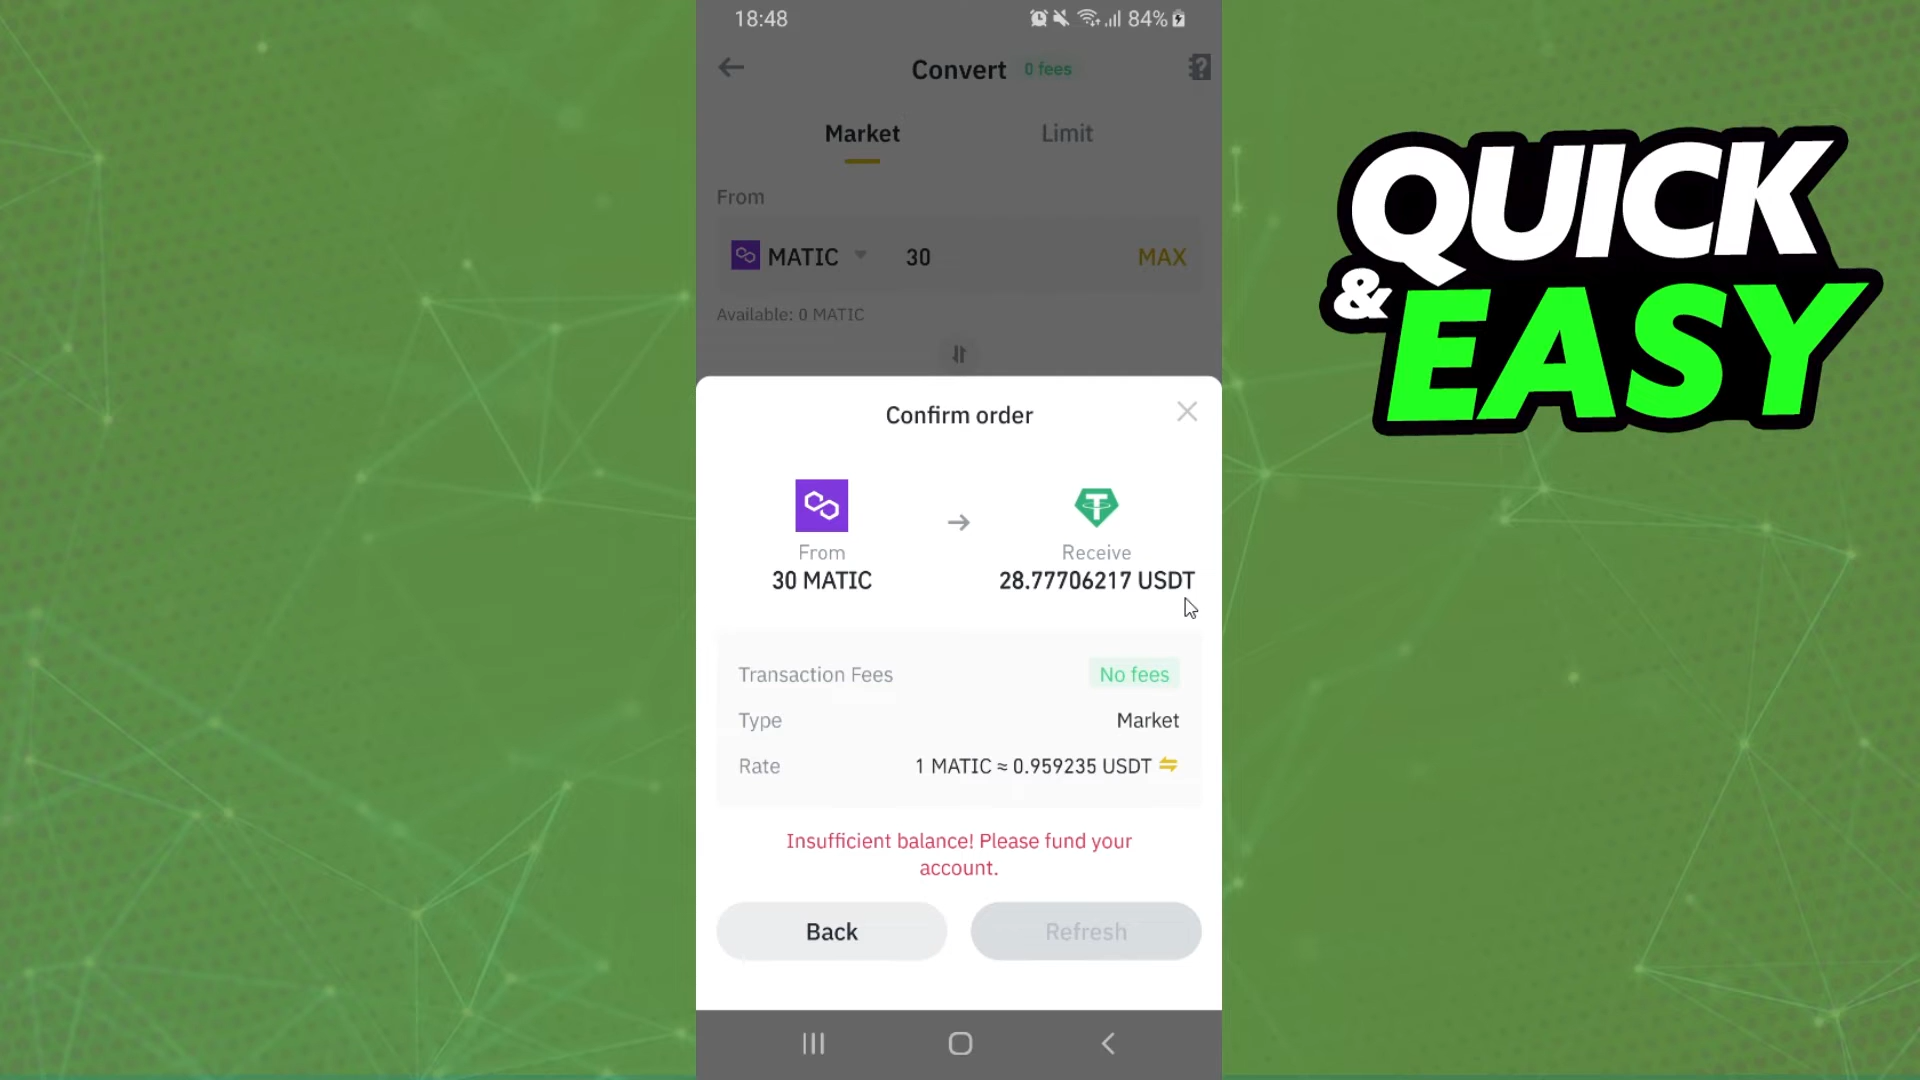 18:48
84%
Convert 0 fees
Market Limit
From
MATIC 30 MAX
Available: 0 MATIC
Confirm order
From Receive
30 MATIC 28.77706217 USDT
Transaction Fees No fees
Type Market
Rate 1 MATIC ≈ 0.959235 USDT
Insufficient balance! Please fund your
account.
Back Refresh
QUICK
& EASY